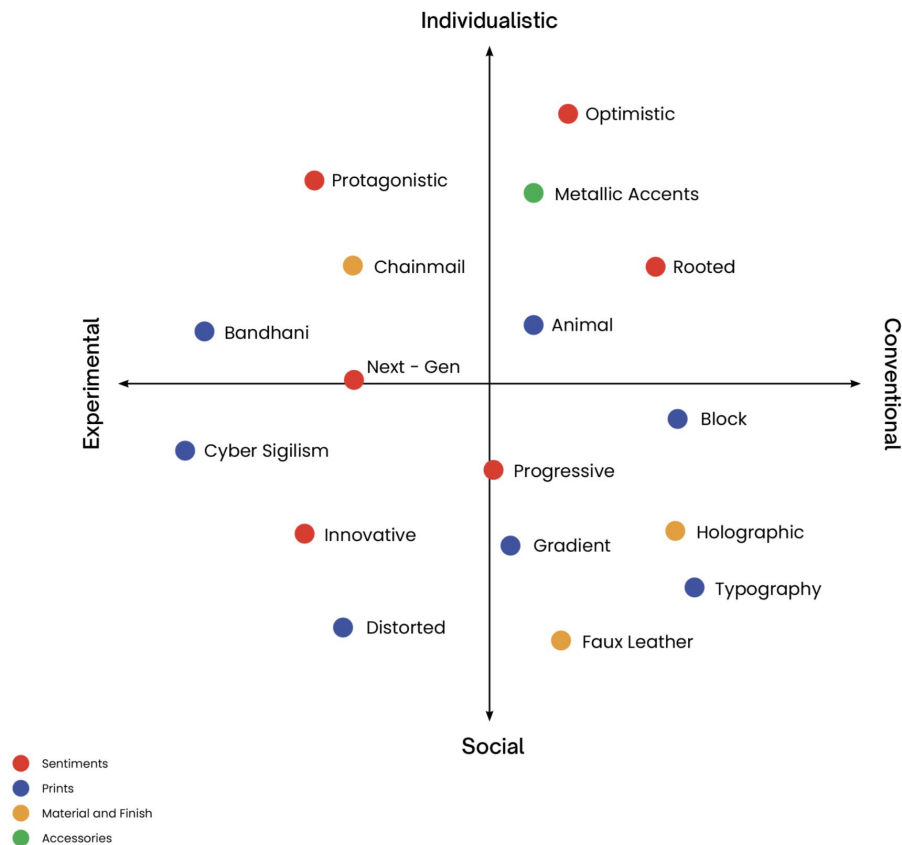 Individualistic
Optimistic
Protagonistic
Metallic Accents
Chainmail
Rooted
Animal
Bandhani
Experimental
Conventional
Next - Gen
Block
Cyber Sigilism
Progressive
Innovative
Holographic
Gradient
Typography
Distorted
Faux Leather
Social
Sentiments
Prints
Material and Finish
Accessories